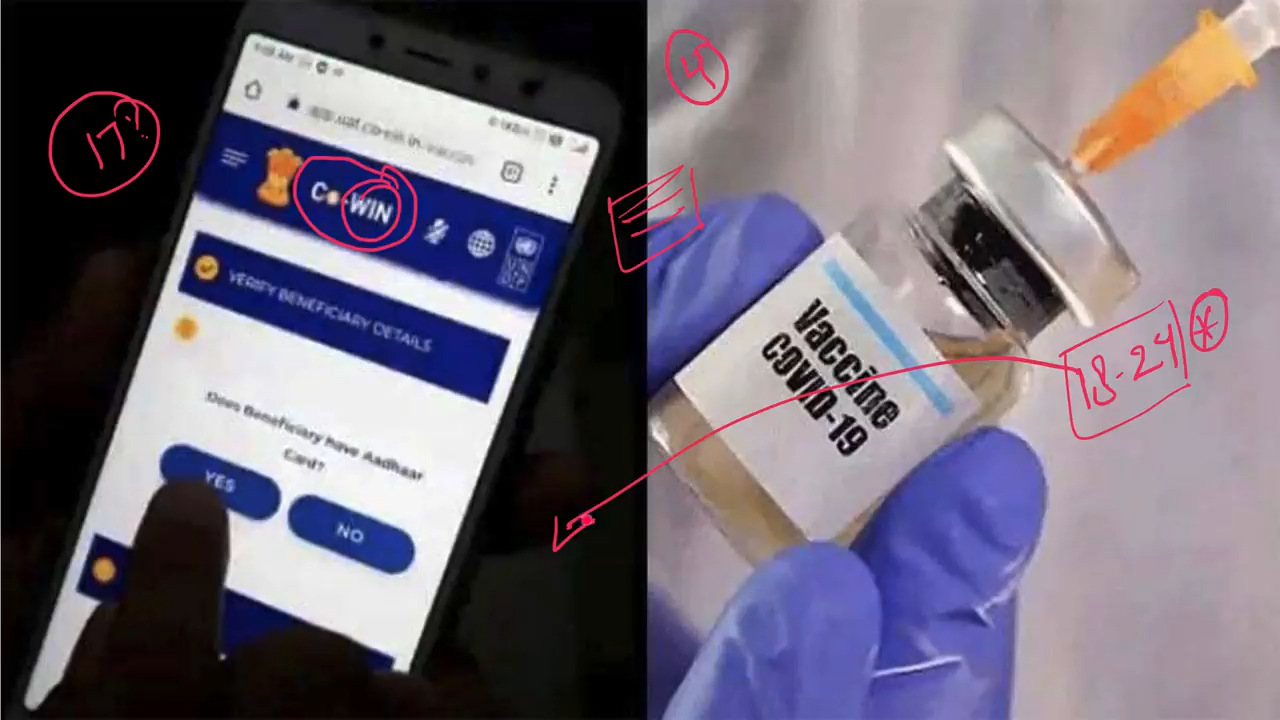 17?
Co-WIN
VERIFY BENEFICIARY DETAILS
Does Beneficiary have Aadhaar
Card?
YES
NO
4
Vaccine
COVID-19
18-24